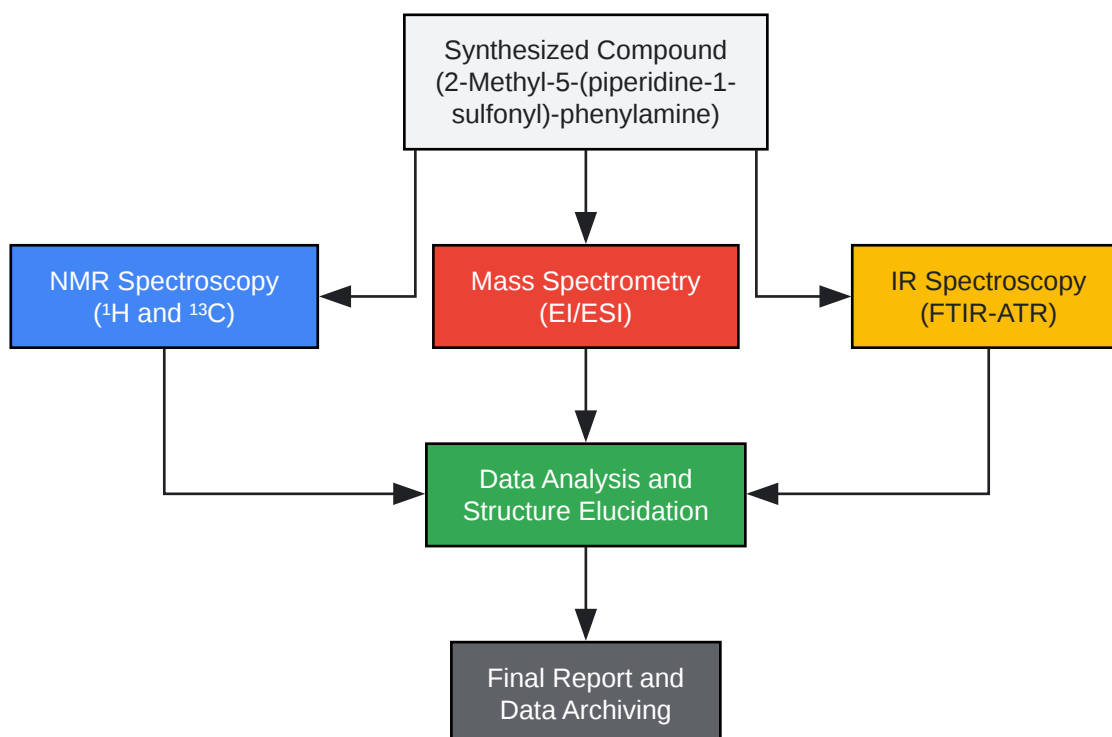 Synthesized Compound
(2-Methyl-5-(piperidine-1-
sulfonyl)-phenylamine)
NMR Spectroscopy
(¹H and ¹³C)
Mass Spectrometry
(EI/ESI)
IR Spectroscopy
(FTIR-ATR)
Data Analysis and
Structure Elucidation
Final Report and
Data Archiving